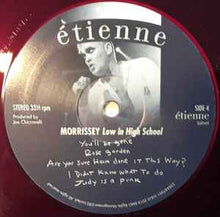 étienne
STEREO 33⅓ rpm
SIDE-4
Produced by
Joe Chiccarelli
étienne
MORRISSEY Low in High School
You'll be gone
Rose garden
Are you Sure Hank done it This Way?
I Didn't Know What To Do
Judy is a punk